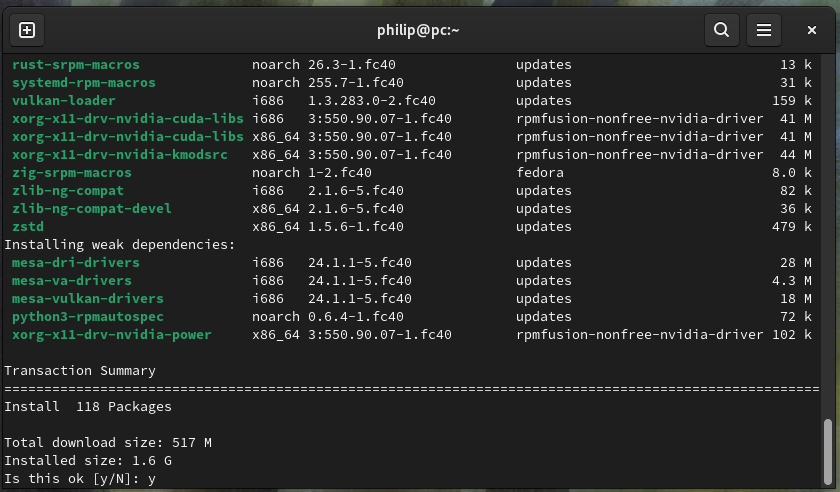 philip@pc:~
rust-srpm-macros noarch 26.3-1.fc40 updates 13 k
systemd-rpm-macros noarch 255.7-1.fc40 updates 31 k
vulkan-loader i686 1.3.283.0-2.fc40 updates 159 k
xorg-x11-drv-nvidia-cuda-libs i686 3:550.90.07-1.fc40 rpmfusion-nonfree-nvidia-driver 41 M
xorg-x11-drv-nvidia-cuda-libs x86_64 3:550.90.07-1.fc40 rpmfusion-nonfree-nvidia-driver 41 M
xorg-x11-drv-nvidia-kmodsrc x86_64 3:550.90.07-1.fc40 rpmfusion-nonfree-nvidia-driver 44 M
zig-srpm-macros noarch 1-2.fc40 fedora 8.0 k
zlib-ng-compat i686 2.1.6-5.fc40 updates 82 k
zlib-ng-compat-devel x86_64 2.1.6-5.fc40 updates 36 k
zstd x86_64 1.5.6-1.fc40 updates 479 k
Installing weak dependencies:
mesa-dri-drivers i686 24.1.1-5.fc40 updates 28 M
mesa-va-drivers i686 24.1.1-5.fc40 updates 4.3 M
mesa-vulkan-drivers i686 24.1.1-5.fc40 updates 18 M
python3-rpmautospec noarch 0.6.4-1.fc40 updates 72 k
xorg-x11-drv-nvidia-power x86_64 3:550.90.07-1.fc40 rpmfusion-nonfree-nvidia-driver 102 k
Transaction Summary
======================================================================================================
Install 118 Packages
Total download size: 517 M
Installed size: 1.6 G
Is this ok [y/N]: y